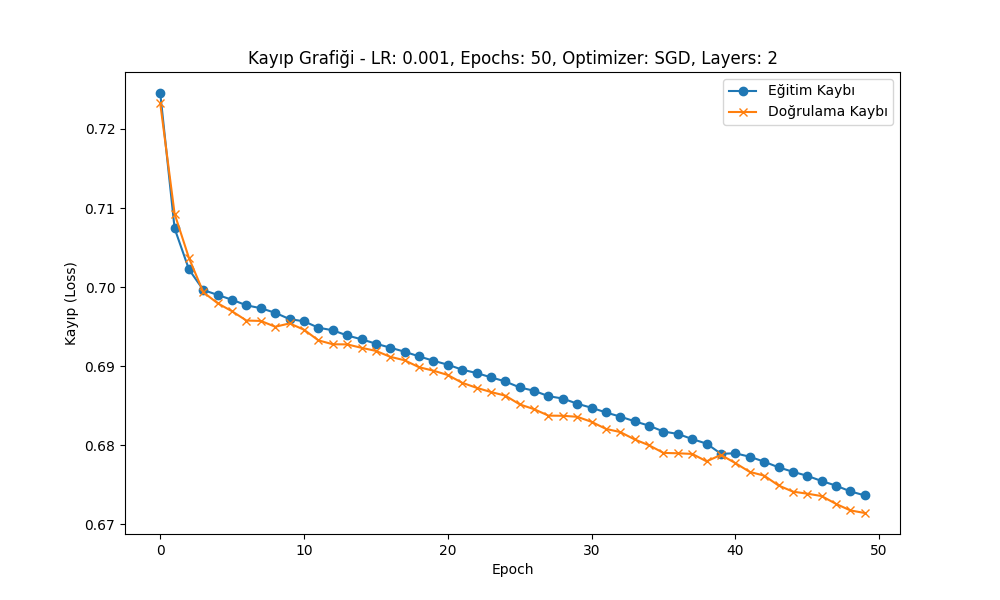 Kayıp Grafiği - LR: 0.001, Epochs: 50, Optimizer: SGD, Layers: 2
Eğitim Kaybı
Doğrulama Kaybı
Kayıp (Loss)
0.72
0.71
0.70
0.69
0.68
0.67
0 10 20 30 40 50
Epoch